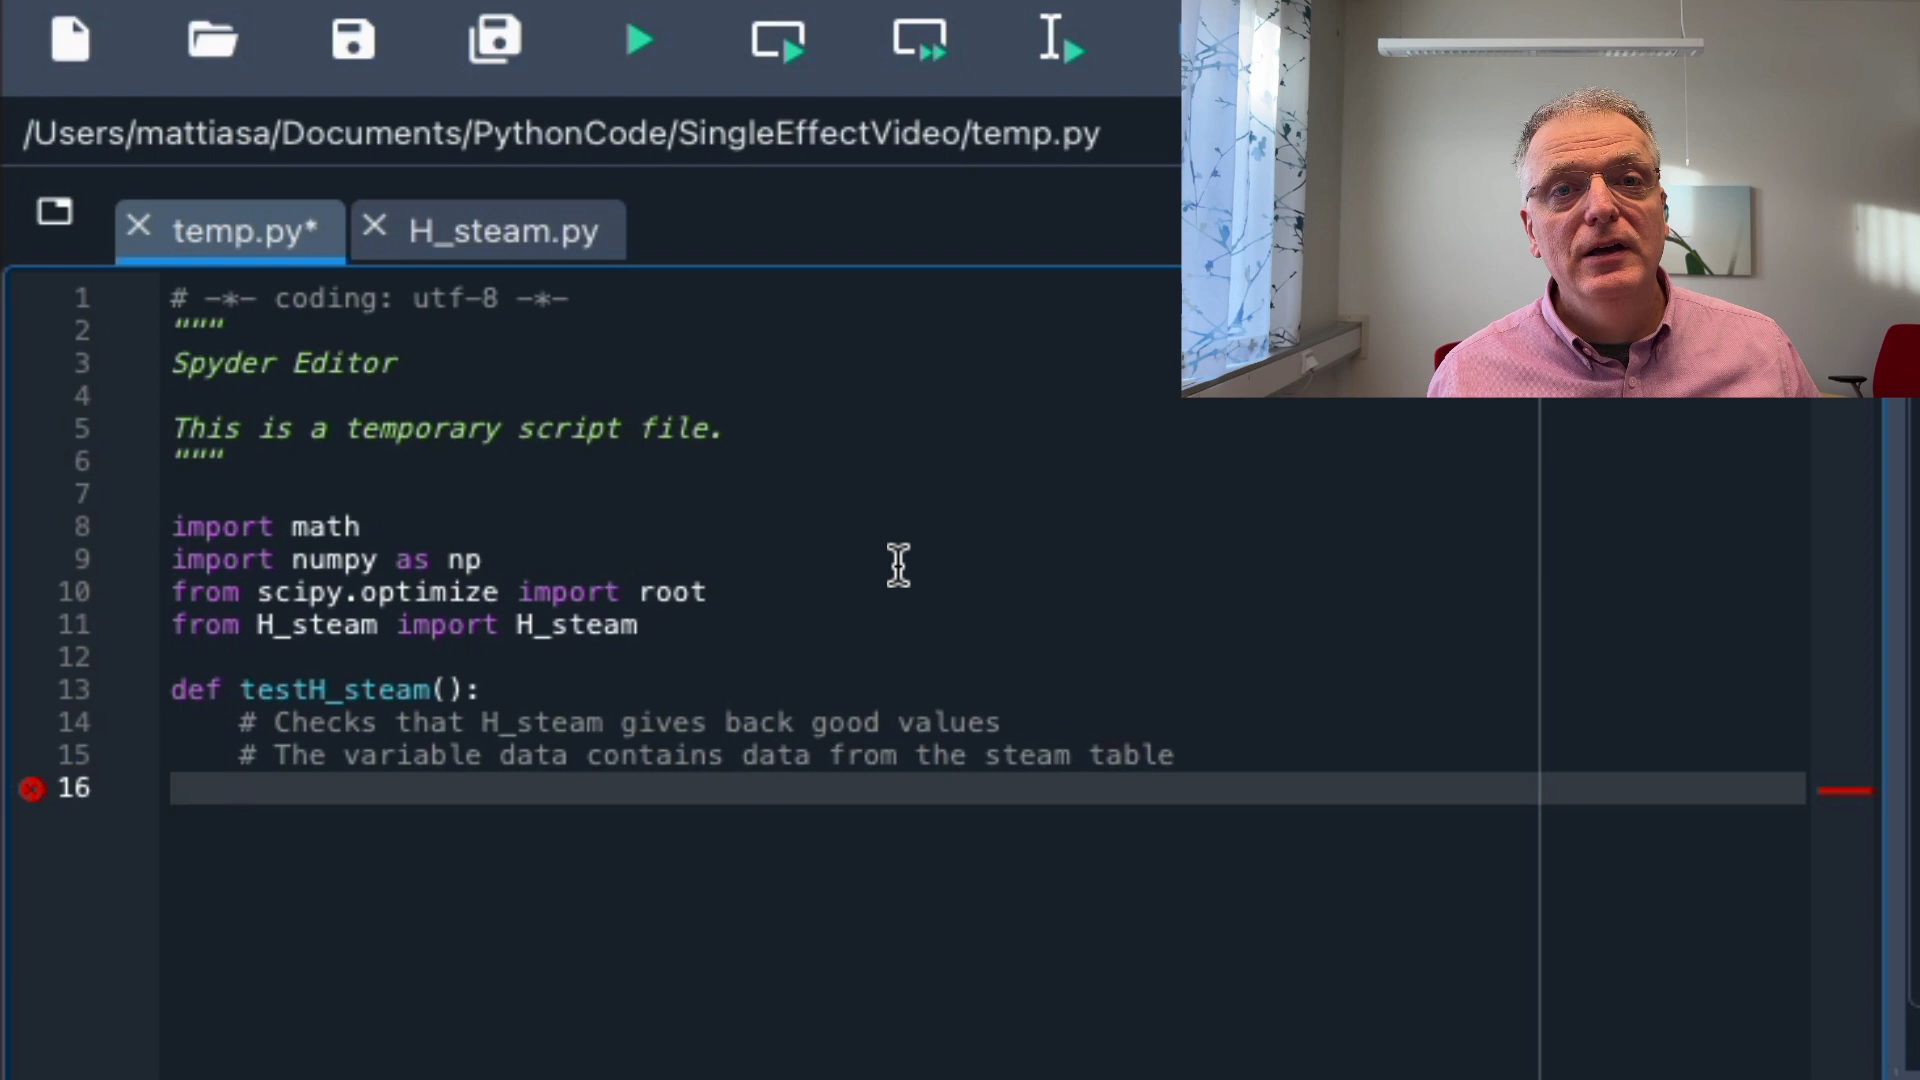 /Users/mattiasa/Documents/PythonCode/SingleEffectVideo/temp.py
temp.py* H_steam.py
1 # -*- coding: utf-8 -*-
2 """
3 Spyder Editor
4
5 This is a temporary script file.
6 """
7
8 import math
9 import numpy as np
10 from scipy.optimize import root
11 from H_steam import H_steam
12
13 def testH_steam():
14 # Checks that H_steam gives back good values
15 # The variable data contains data from the steam table
16